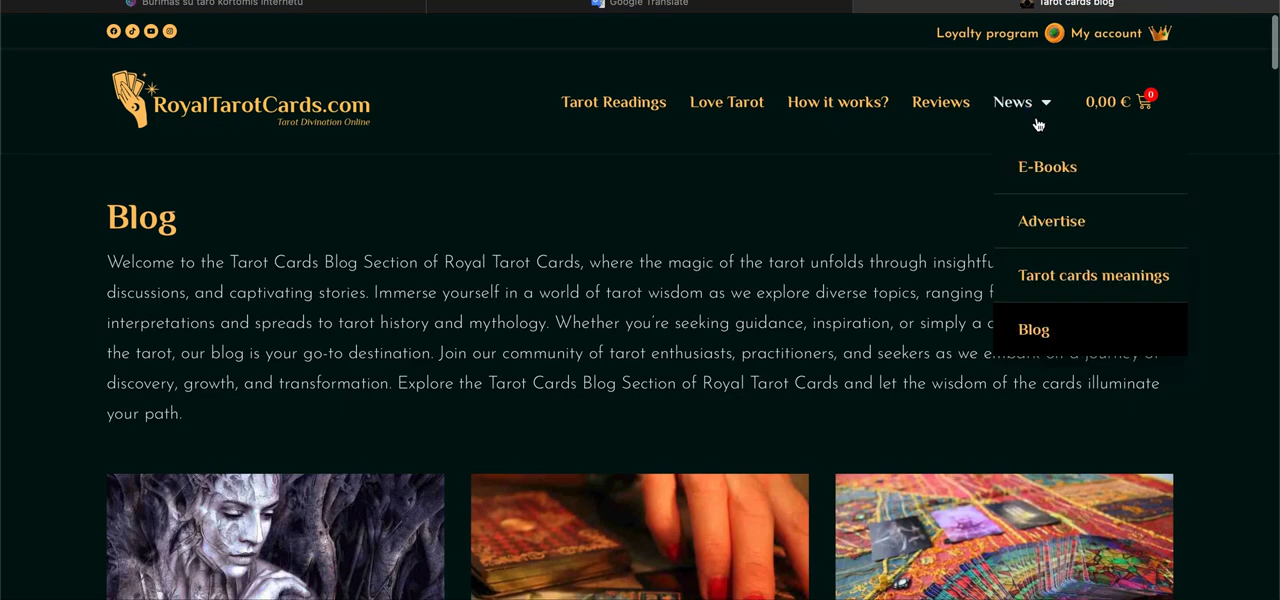 Burimas su taro kortomis internetu
Google Translate
Tarot cards blog
Loyalty program
My account
RoyalTarotCards.com
Tarot Divination Online
Tarot Readings
Love Tarot
How it works?
Reviews
News
0,00 €
0
E-Books
Advertise
Tarot cards meanings
Blog
Blog
Welcome to the Tarot Cards Blog Section of Royal Tarot Cards, where the magic of the tarot unfolds through
discussions, and captivating stories. Immerse yourself in a world of tarot wisdom as we explore diverse topics, ranging
interpretations and spreads to tarot history and mythology. Whether you're seeking guidance, inspiration, or simply a
the tarot, our blog is your go-to destination. Join our community of tarot enthusiasts, practitioners, and seekers as we embark on a journey of
discovery, growth, and transformation. Explore the Tarot Cards Blog Section of Royal Tarot Cards and let the wisdom of the cards illuminate
your path.